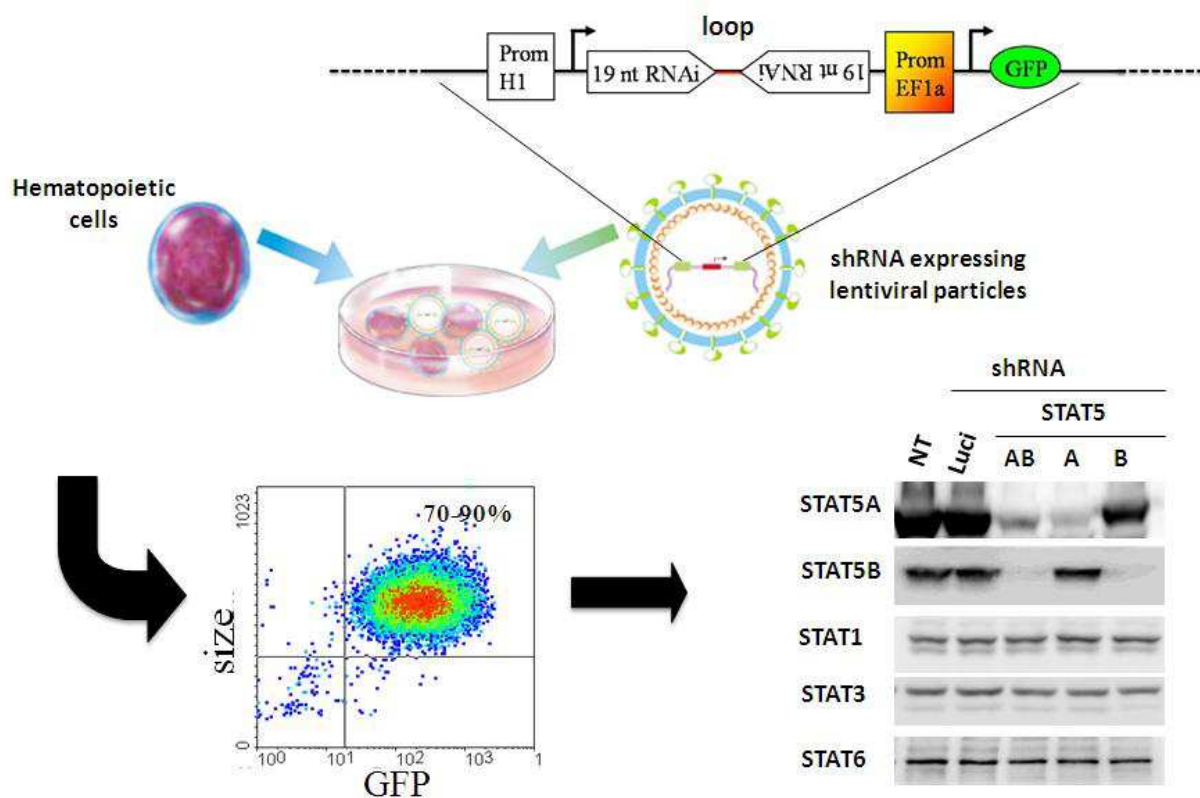 loop
Prom
H1
19 nt RNAi
19 nt RNAi
Prom
EF1a
GFP
Hematopoietic
cells
shRNA expressing
lentiviral particles
shRNA
STAT5
NT
Luci
AB
A
B
STAT5A
STAT5B
STAT1
STAT3
STAT6
70-90%
1023
size
0
100
101
102
103
1
GFP